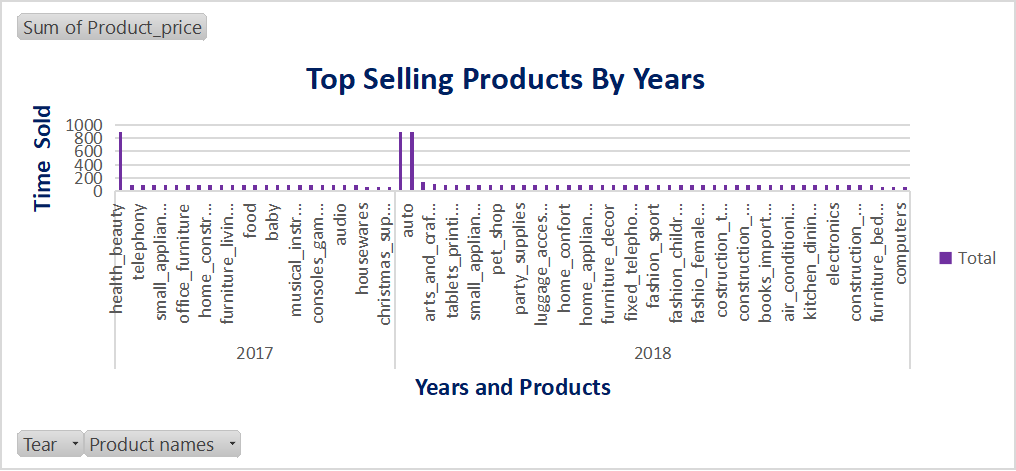 Sum of Product_price
Top Selling Products By Years
Time Sold
1000
800
600
400
200
0
health_beauty
telephony
small_applian...
office_furniture
home_constr...
furniture_livin...
food
baby
musical_instr...
consoles_gam...
audio
housewares
christmas_sup...
auto
arts_and_craf...
tablets_printi...
small_applian...
pet_shop
party_supplies
luggage_acces...
home_confort
home_applian...
furniture_decor
fixed_telepho...
fashion_sport
fashion_childr...
fashio_female...
costruction_t...
construction_...
books_import...
air_conditioni...
kitchen_dinin...
electronics
construction_...
furniture_bed...
computers
2017
2018
Total
Years and Products
Tear
Product names